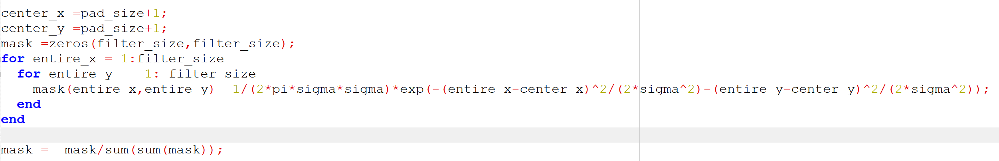 center_x =pad_size+1;
center_y =pad_size+1;
mask =zeros(filter_size,filter_size);
for entire_x = 1:filter_size
  for entire_y =  1: filter_size
    mask(entire_x,entire_y) =1/(2*pi*sigma*sigma)*exp(-(entire_x-center_x)^2/(2*sigma^2)-(entire_y-center_y)^2/(2*sigma^2));
  end
end
mask =  mask/sum(sum(mask));